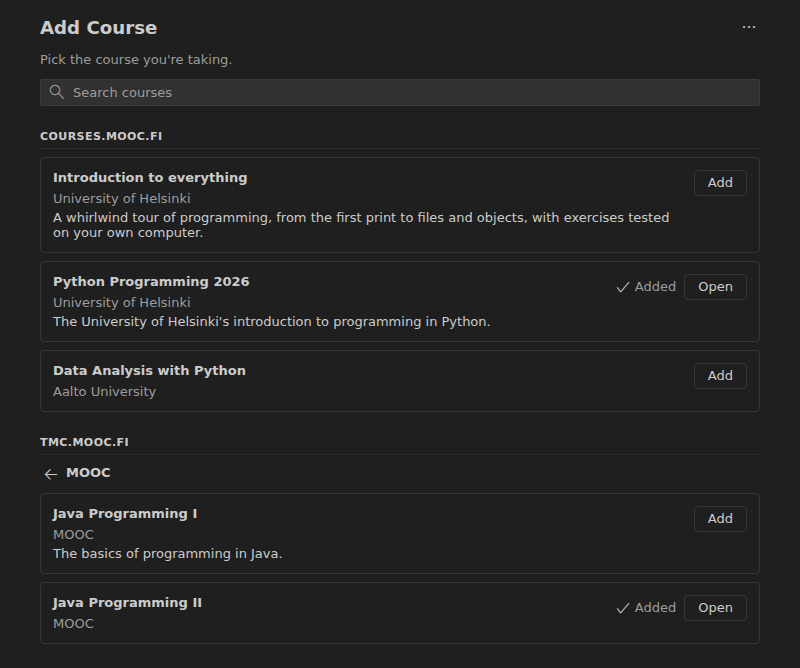 Add Course
Pick the course you're taking.
Search courses
COURSES.MOOC.FI
Introduction to everything
Add
University of Helsinki
A whirlwind tour of programming, from the first print to files and objects, with exercises tested
on your own computer.
Python Programming 2026
Added
Open
University of Helsinki
The University of Helsinki's introduction to programming in Python.
Data Analysis with Python
Add
Aalto University
TMC.MOOC.FI
MOOC
Java Programming I
Add
MOOC
The basics of programming in Java.
Java Programming II
Added
Open
MOOC